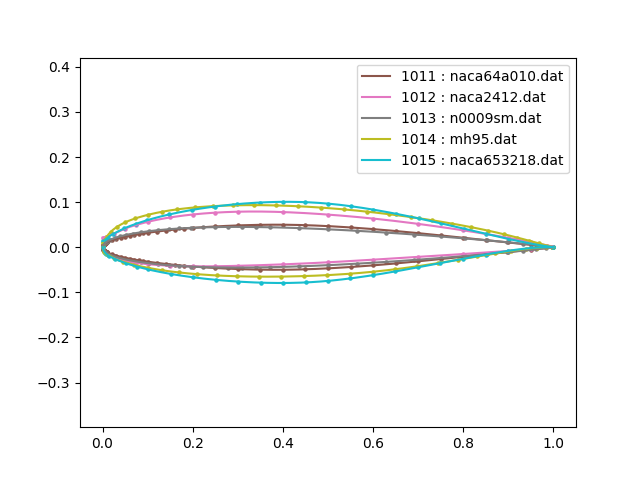 0.4
0.3
0.2
0.1
0.0
−0.1
−0.2
−0.3
0.0 0.2 0.4 0.6 0.8 1.0
1011 : naca64a010.dat
1012 : naca2412.dat
1013 : n0009sm.dat
1014 : mh95.dat
1015 : naca653218.dat